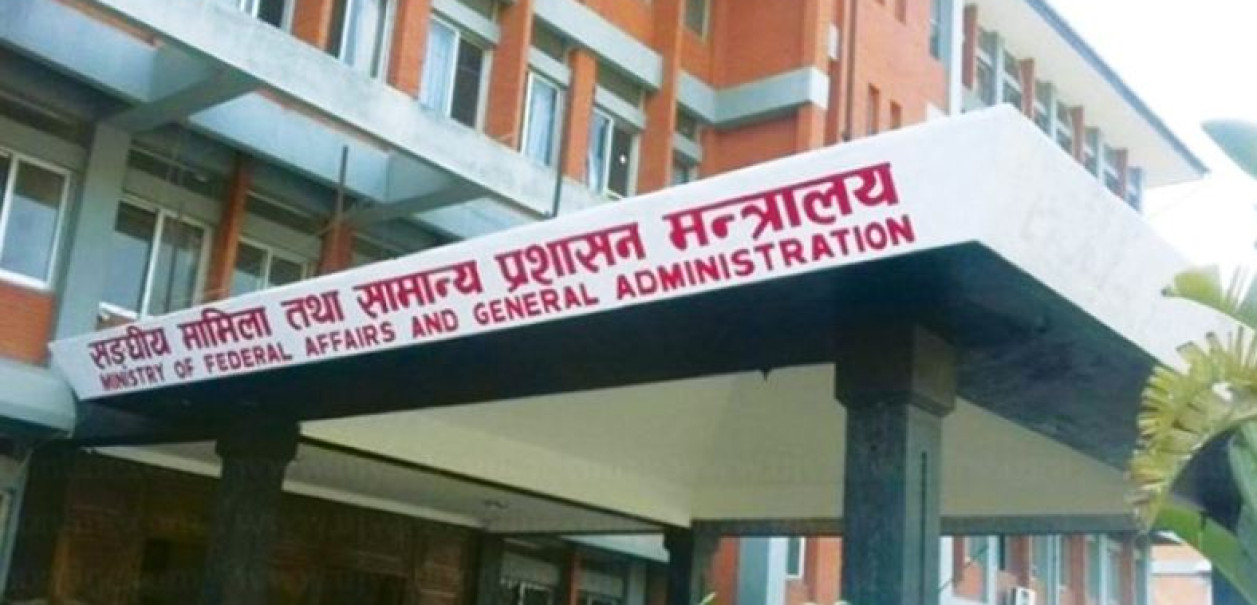 सङ्घीय मामिला तथा सामान्य प्रशासन मन्त्रालय
MINISTRY OF FEDERAL AFFAIRS AND GENERAL ADMINISTRATION